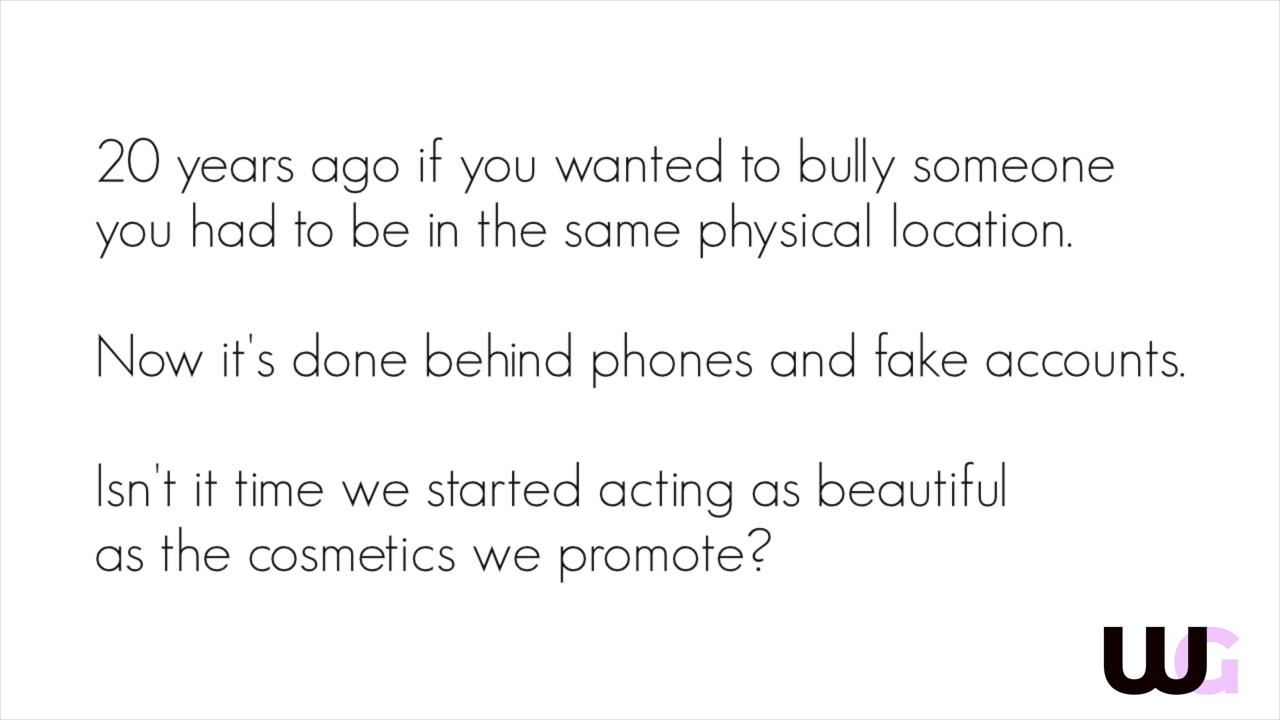 20 years ago if you wanted to bully someone
you had to be in the same physical location.
Now it's done behind phones and fake accounts.
Isn't it time we started acting as beautiful
as the cosmetics we promote?
WG